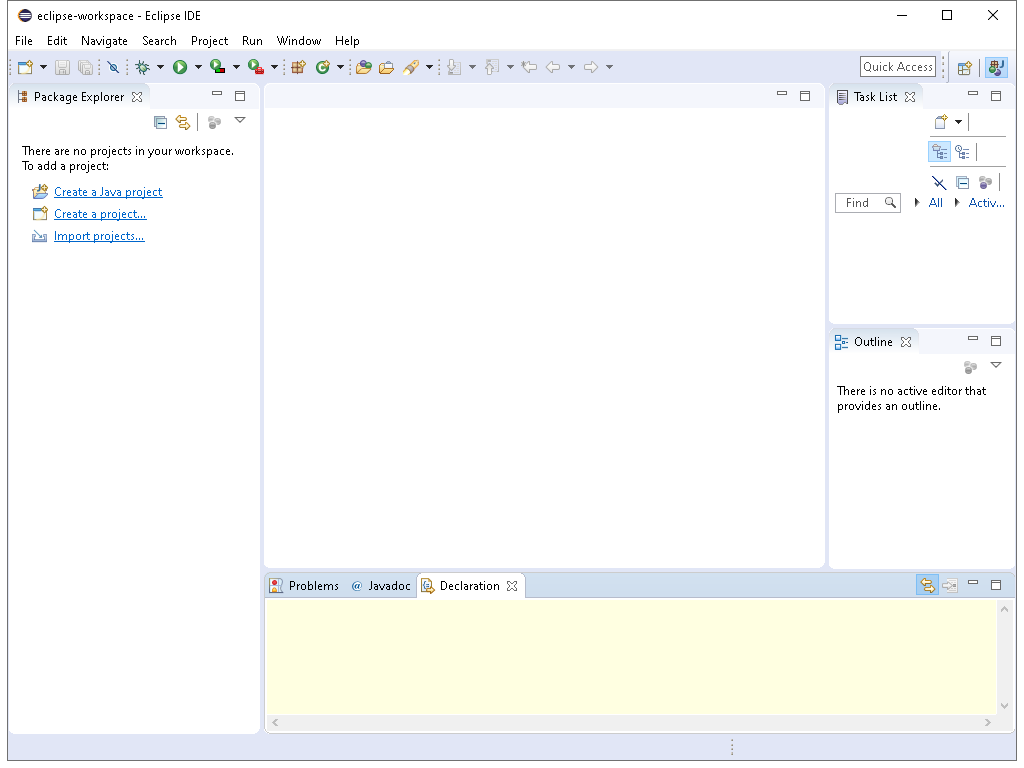 eclipse-workspace - Eclipse IDE
File Edit Navigate Search Project Run Window Help
Quick Access
Package Explorer
There are no projects in your workspace.
To add a project:
Create a Java project
Create a project...
Import projects...
Task List
Find
All
Activ...
Outline
There is no active editor that
provides an outline.
Problems
@ Javadoc
Declaration